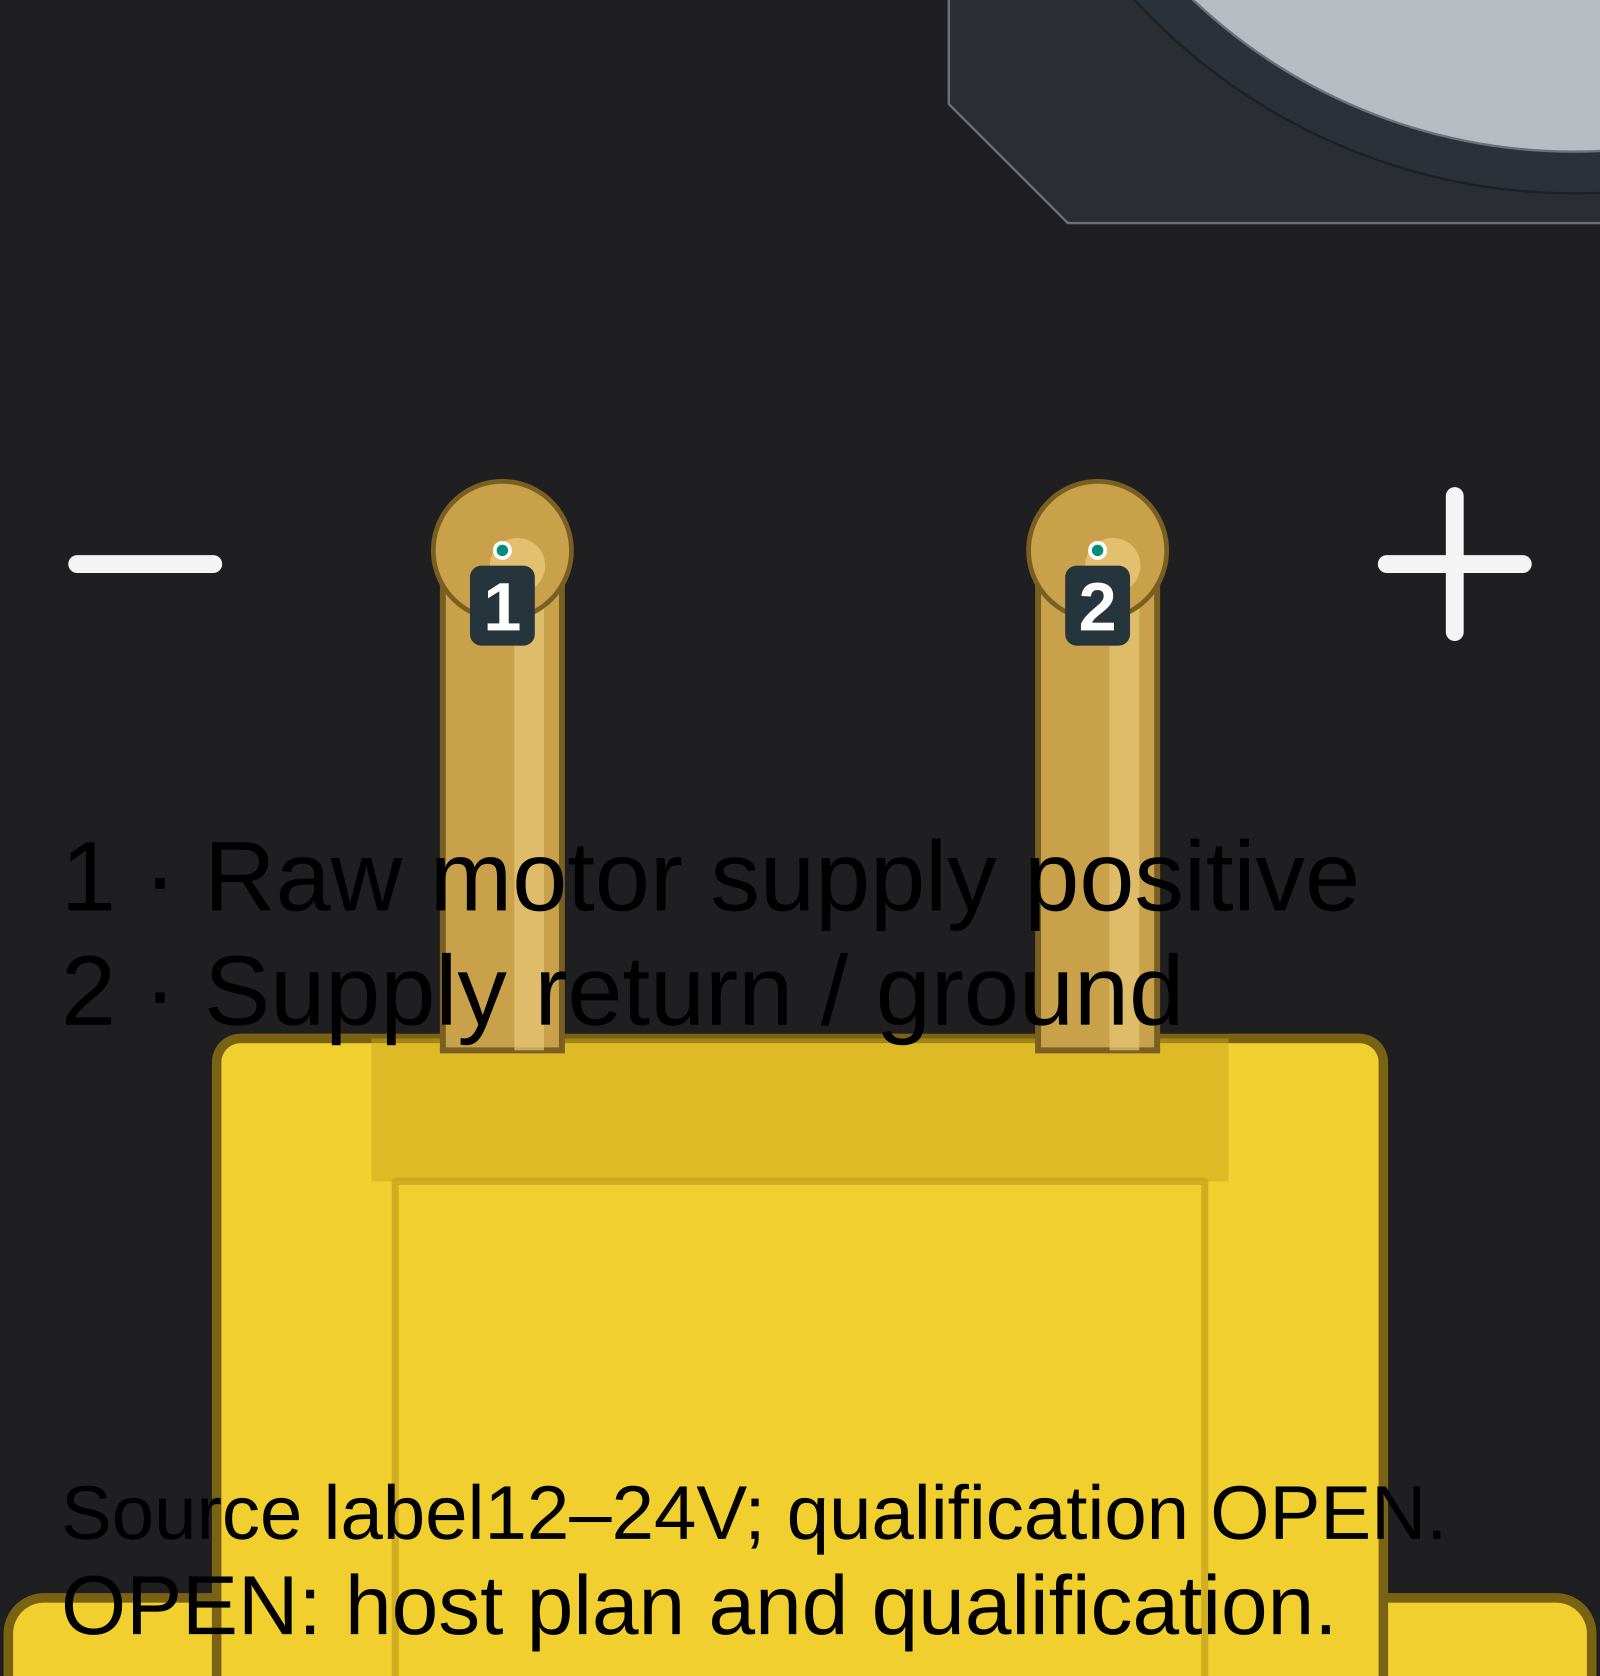 − 1 2 +
1 · Raw motor supply positive
2 · Supply return / ground
Source label12–24V; qualification OPEN.
OPEN: host plan and qualification.